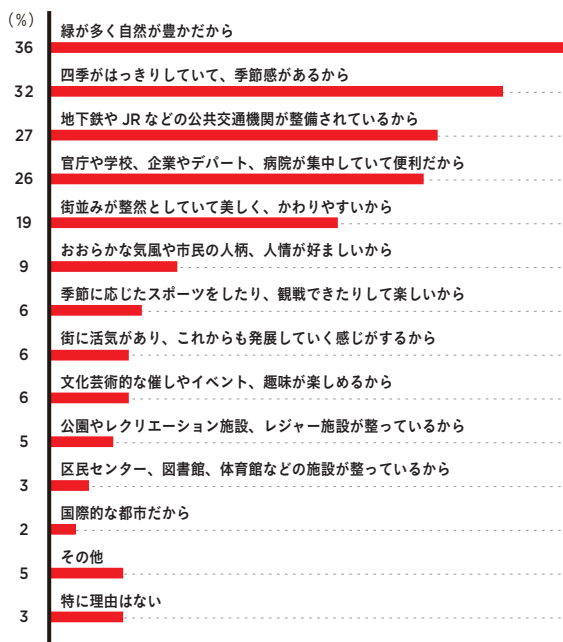 (%)
緑が多く自然が豊かだから
36
四季がはっきりしていて、季節感があるから
32
地下鉄や JR などの公共交通機関が整備されているから
27
官庁や学校、企業やデパート、病院が集中していて便利だから
26
街並みが整然としていて美しく、かわりやすいから
19
おおらかな気風や市民の人柄、人情が好ましいから
9
季節に応じたスポーツをしたり、観戦できたりして楽しいから
6
街に活気があり、これからも発展していく感じがするから
6
文化芸術的な催しやイベント、趣味が楽しめるから
6
公園やレクリエーション施設、レジャー施設が整っているから
5
区民センター、図書館、体育館などの施設が整っているから
3
国際的な都市だから
2
その他
5
特に理由はない
3